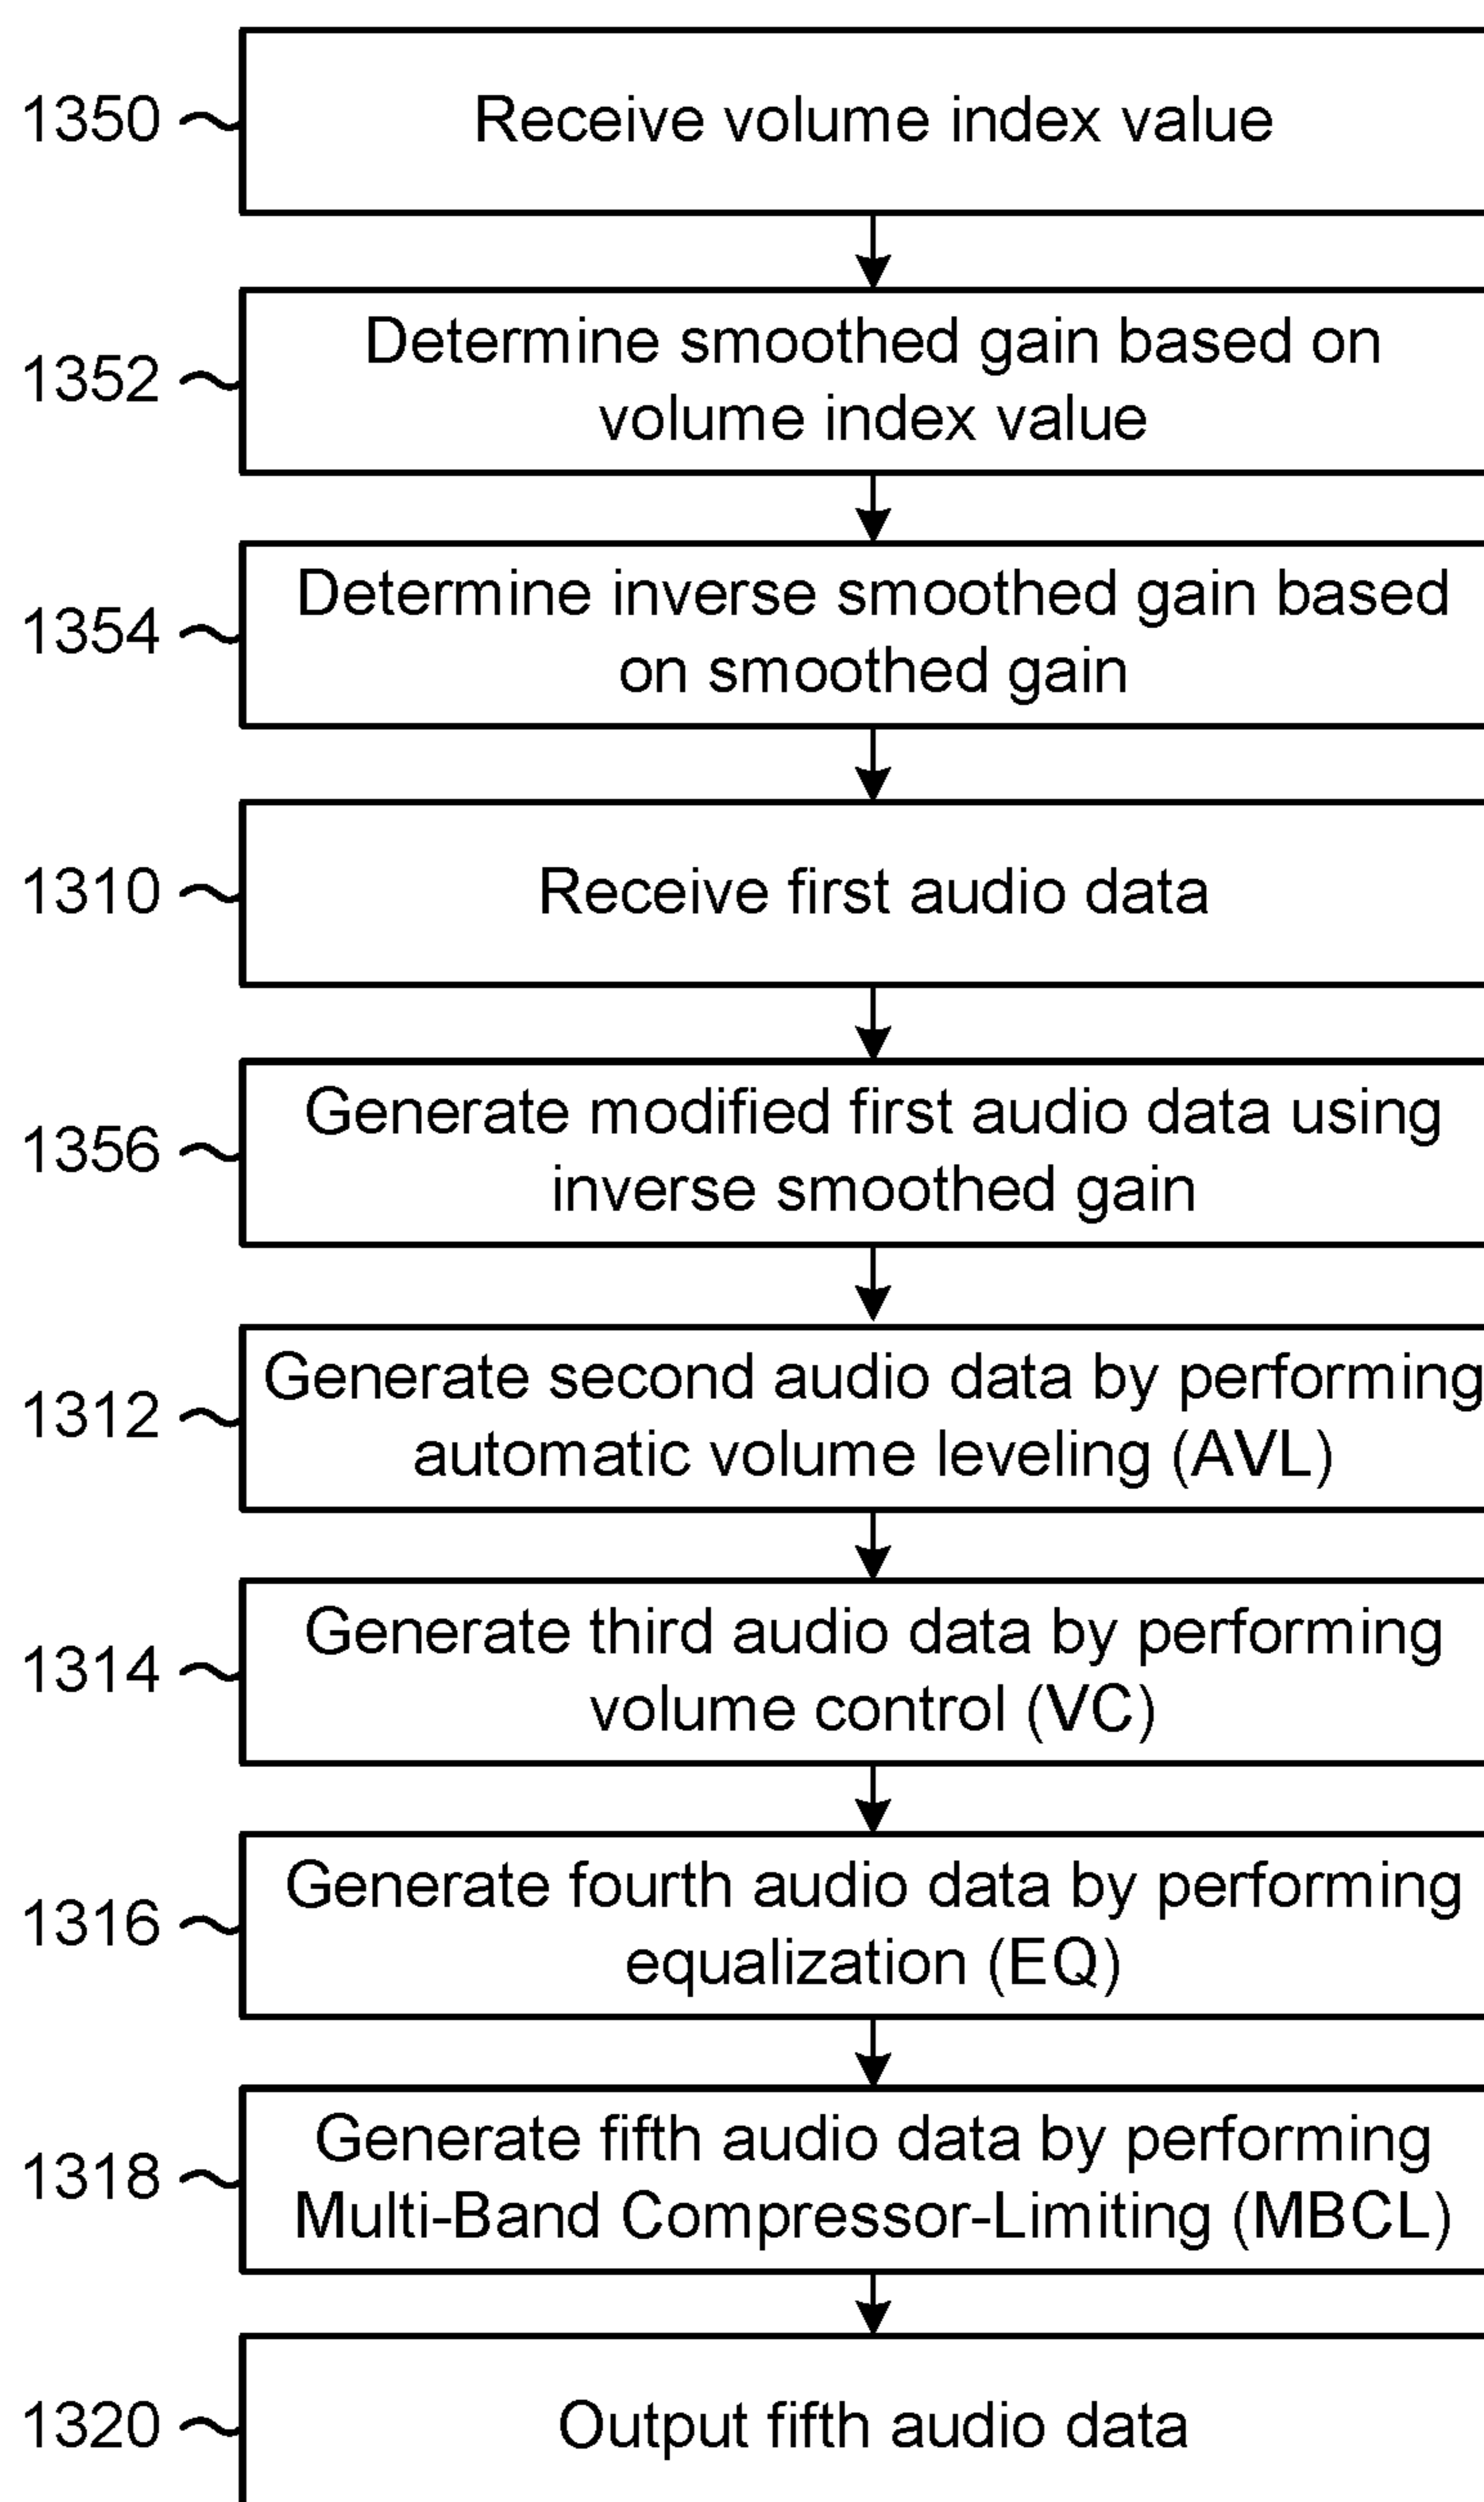 1350
Receive volume index value
1352
Determine smoothed gain based on
volume index value
1354
Determine inverse smoothed gain based
on smoothed gain
1310
Receive first audio data
1356
Generate modified first audio data using
inverse smoothed gain
1312
Generate second audio data by performing
automatic volume leveling (AVL)
1314
Generate third audio data by performing
volume control (VC)
1316
Generate fourth audio data by performing
equalization (EQ)
1318
Generate fifth audio data by performing
Multi-Band Compressor-Limiting (MBCL)
1320
Output fifth audio data